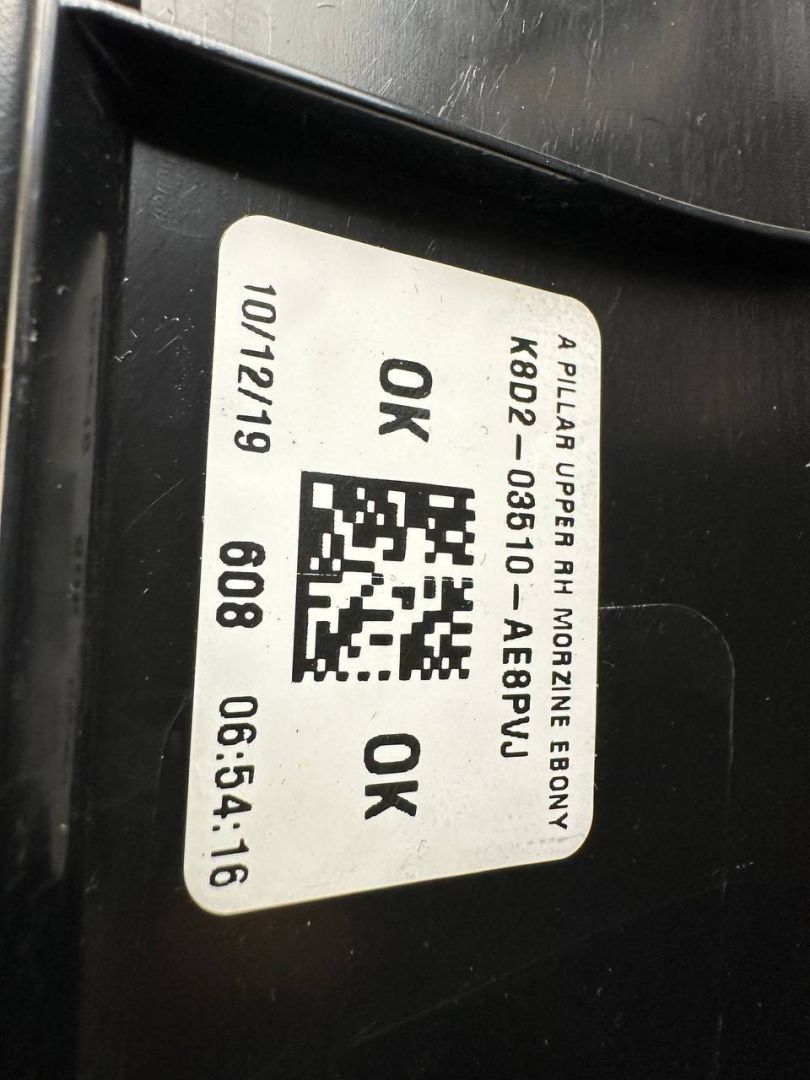 A PILLAR UPPER RH MORZINE EBONY
K8D2-03510-AE8PVJ
OK OK
10/12/19 608 06:54:16